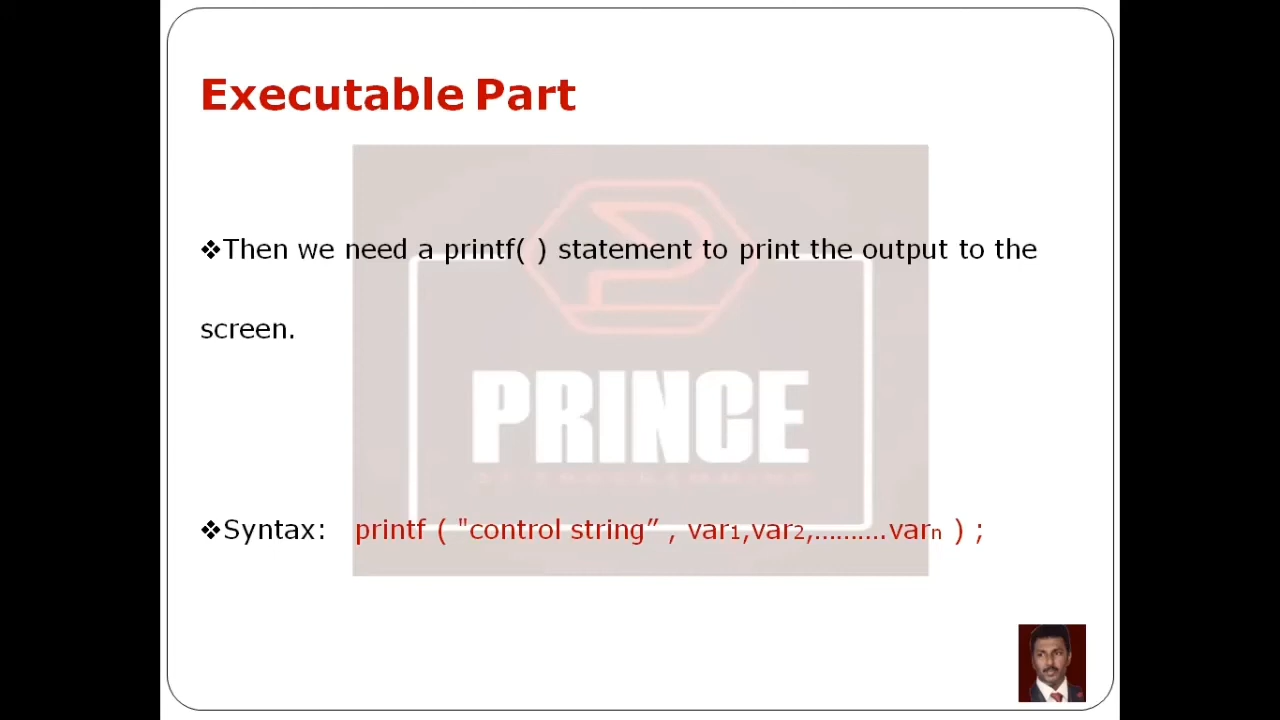 Executable Part
❖Then we need a printf( ) statement to print the output to the
screen.
PRINCE
❖Syntax: printf ( "control string” , var1,var2,……….varn ) ;